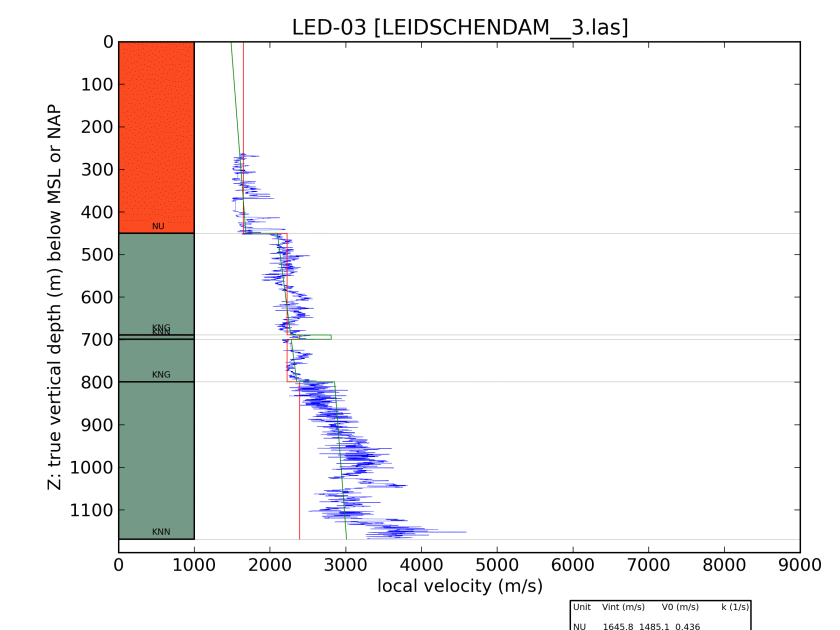 LED-03 [LEIDSCHENDAM__3.las]
Z: true vertical depth (m) below MSL or NAP
0
100
200
300
400
500
600
700
800
900
1000
1100
NU
KNG
KNN
KNG
KNN
0 1000 2000 3000 4000 5000 6000 7000 8000 9000
local velocity (m/s)
Unit Vint (m/s) V0 (m/s) k (1/s)
NU 1645.8 1485.1 0.436